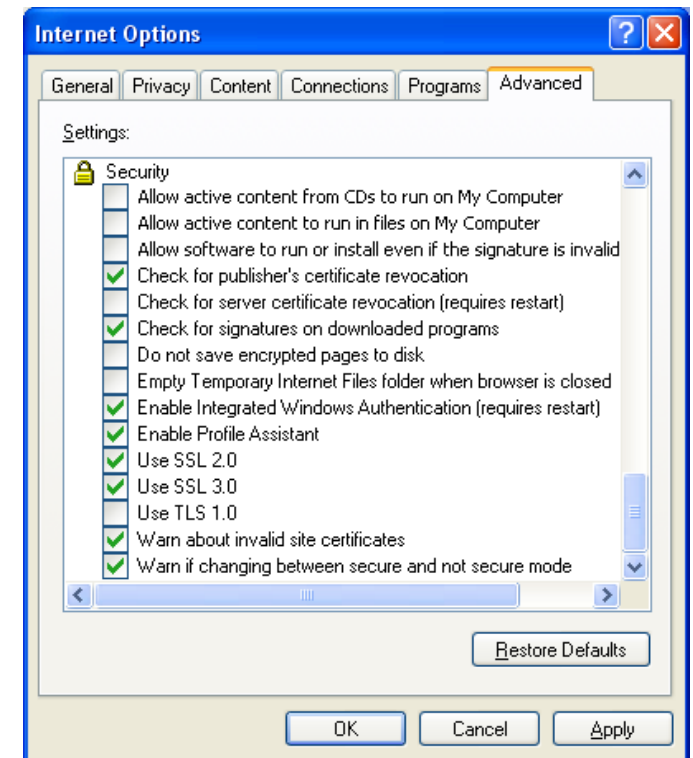 Internet Options
General Privacy Content Connections Programs Advanced
Settings:
Security
Allow active content from CDs to run on My Computer
Allow active content to run in files on My Computer
Allow software to run or install even if the signature is invalid
Check for publisher's certificate revocation
Check for server certificate revocation (requires restart)
Check for signatures on downloaded programs
Do not save encrypted pages to disk
Empty Temporary Internet Files folder when browser is closed
Enable Integrated Windows Authentication (requires restart)
Enable Profile Assistant
Use SSL 2.0
Use SSL 3.0
Use TLS 1.0
Warn about invalid site certificates
Warn if changing between secure and not secure mode
Restore Defaults
OK Cancel Apply